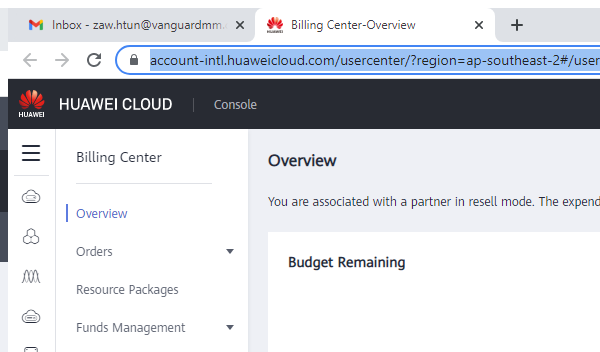 Inbox - zaw.htun@vanguardmm.
Billing Center-Overview
account-intl.huaweicloud.com/usercenter/?region=ap-southeast-2#/user
HUAWEI
HUAWEI CLOUD
Console
Billing Center
Overview
Orders
Resource Packages
Funds Management
Overview
You are associated with a partner in resell mode. The expend
Budget Remaining